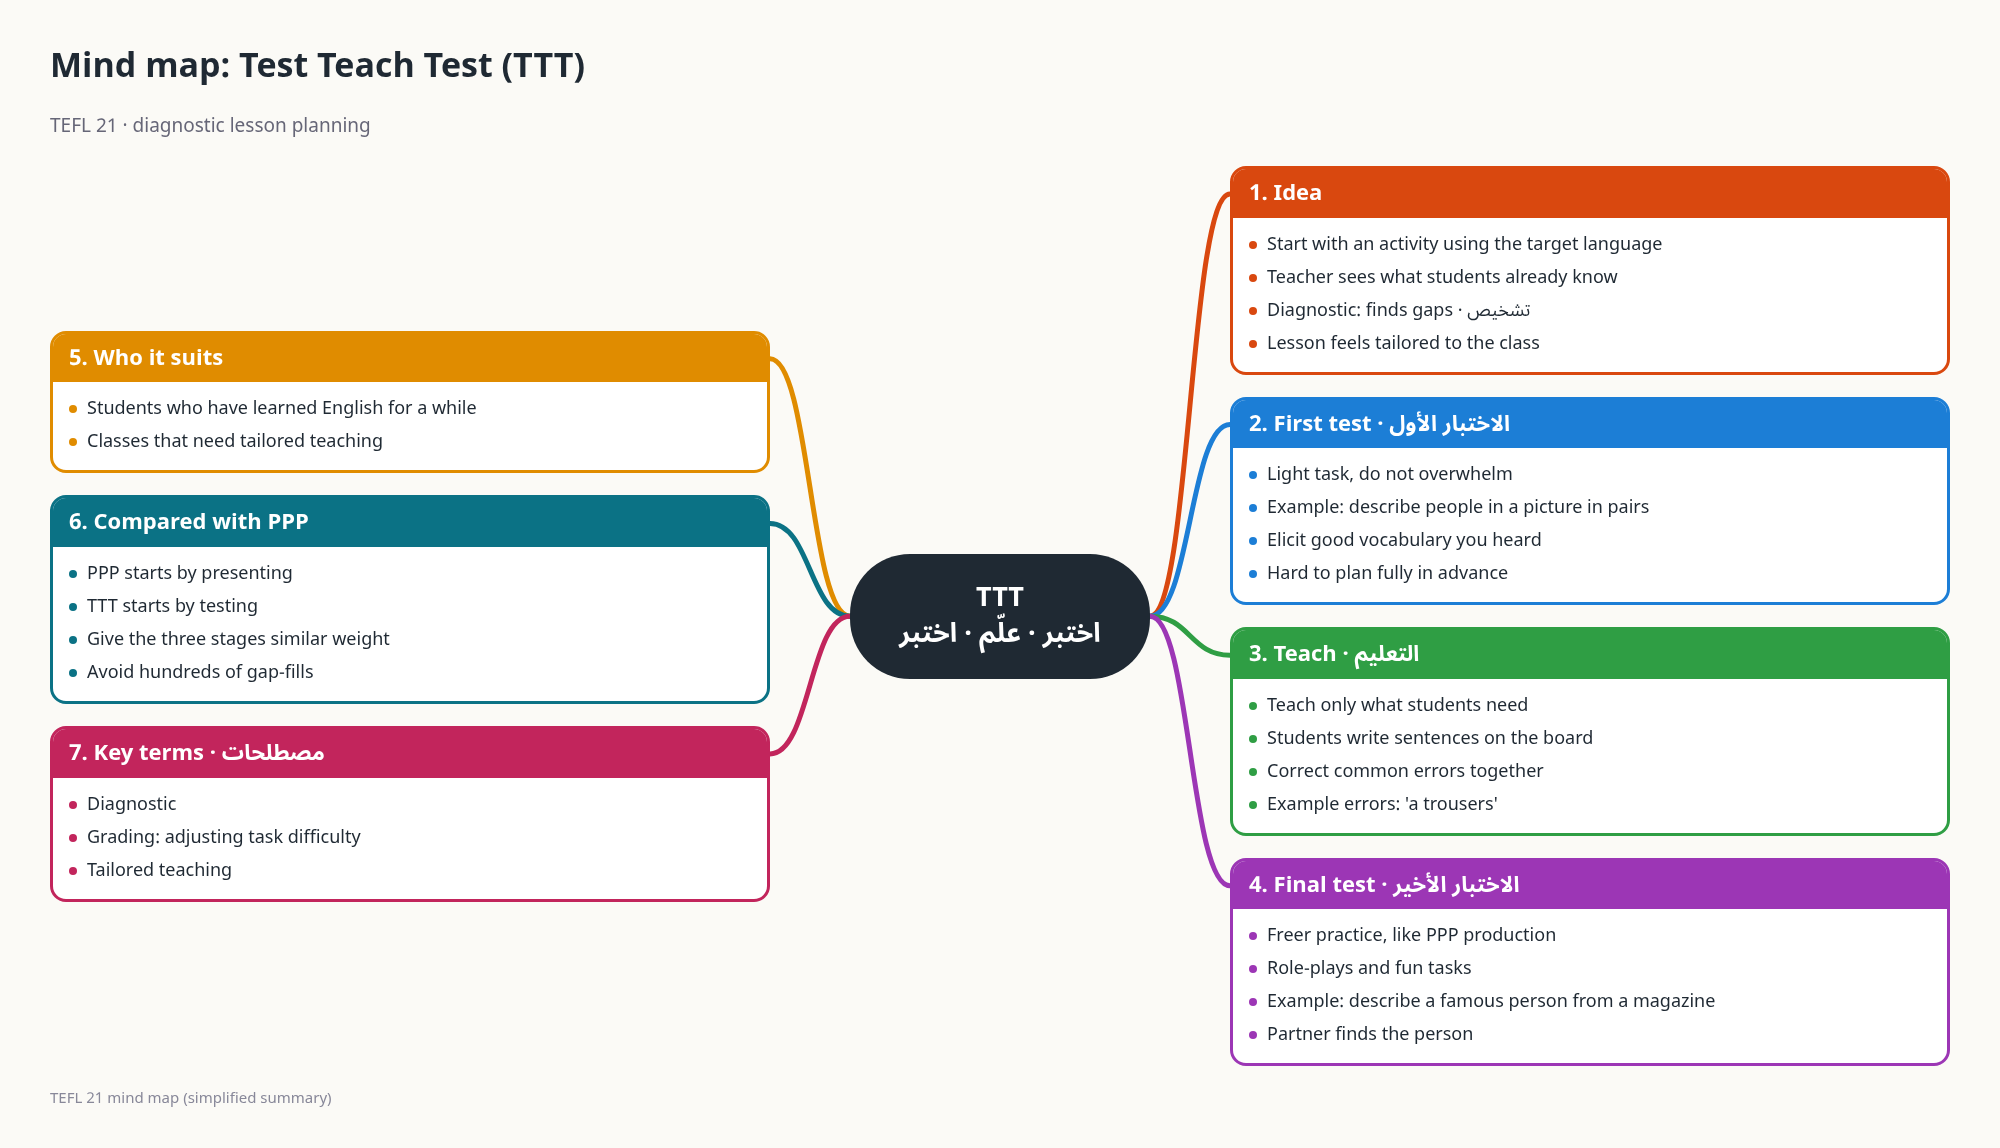 Mind map: Test Teach Test (TTT)
TEFL 21 · diagnostic lesson planning
TTT
اختبر · علّم · اختبر
1. Idea
Start with an activity using the target language
Teacher sees what students already know
Diagnostic: finds gaps · تشخيص
Lesson feels tailored to the class
2. First test · الاختبار الأول
Light task, do not overwhelm
Example: describe people in a picture in pairs
Elicit good vocabulary you heard
Hard to plan fully in advance
3. Teach · التعليم
Teach only what students need
Students write sentences on the board
Correct common errors together
Example errors: 'a trousers'
4. Final test · الاختبار الأخير
Freer practice, like PPP production
Role-plays and fun tasks
Example: describe a famous person from a magazine
Partner finds the person
5. Who it suits
Students who have learned English for a while
Classes that need tailored teaching
6. Compared with PPP
PPP starts by presenting
TTT starts by testing
Give the three stages similar weight
Avoid hundreds of gap-fills
7. Key terms · مصطلحات
Diagnostic
Grading: adjusting task difficulty
Tailored teaching
TEFL 21 mind map (simplified summary)